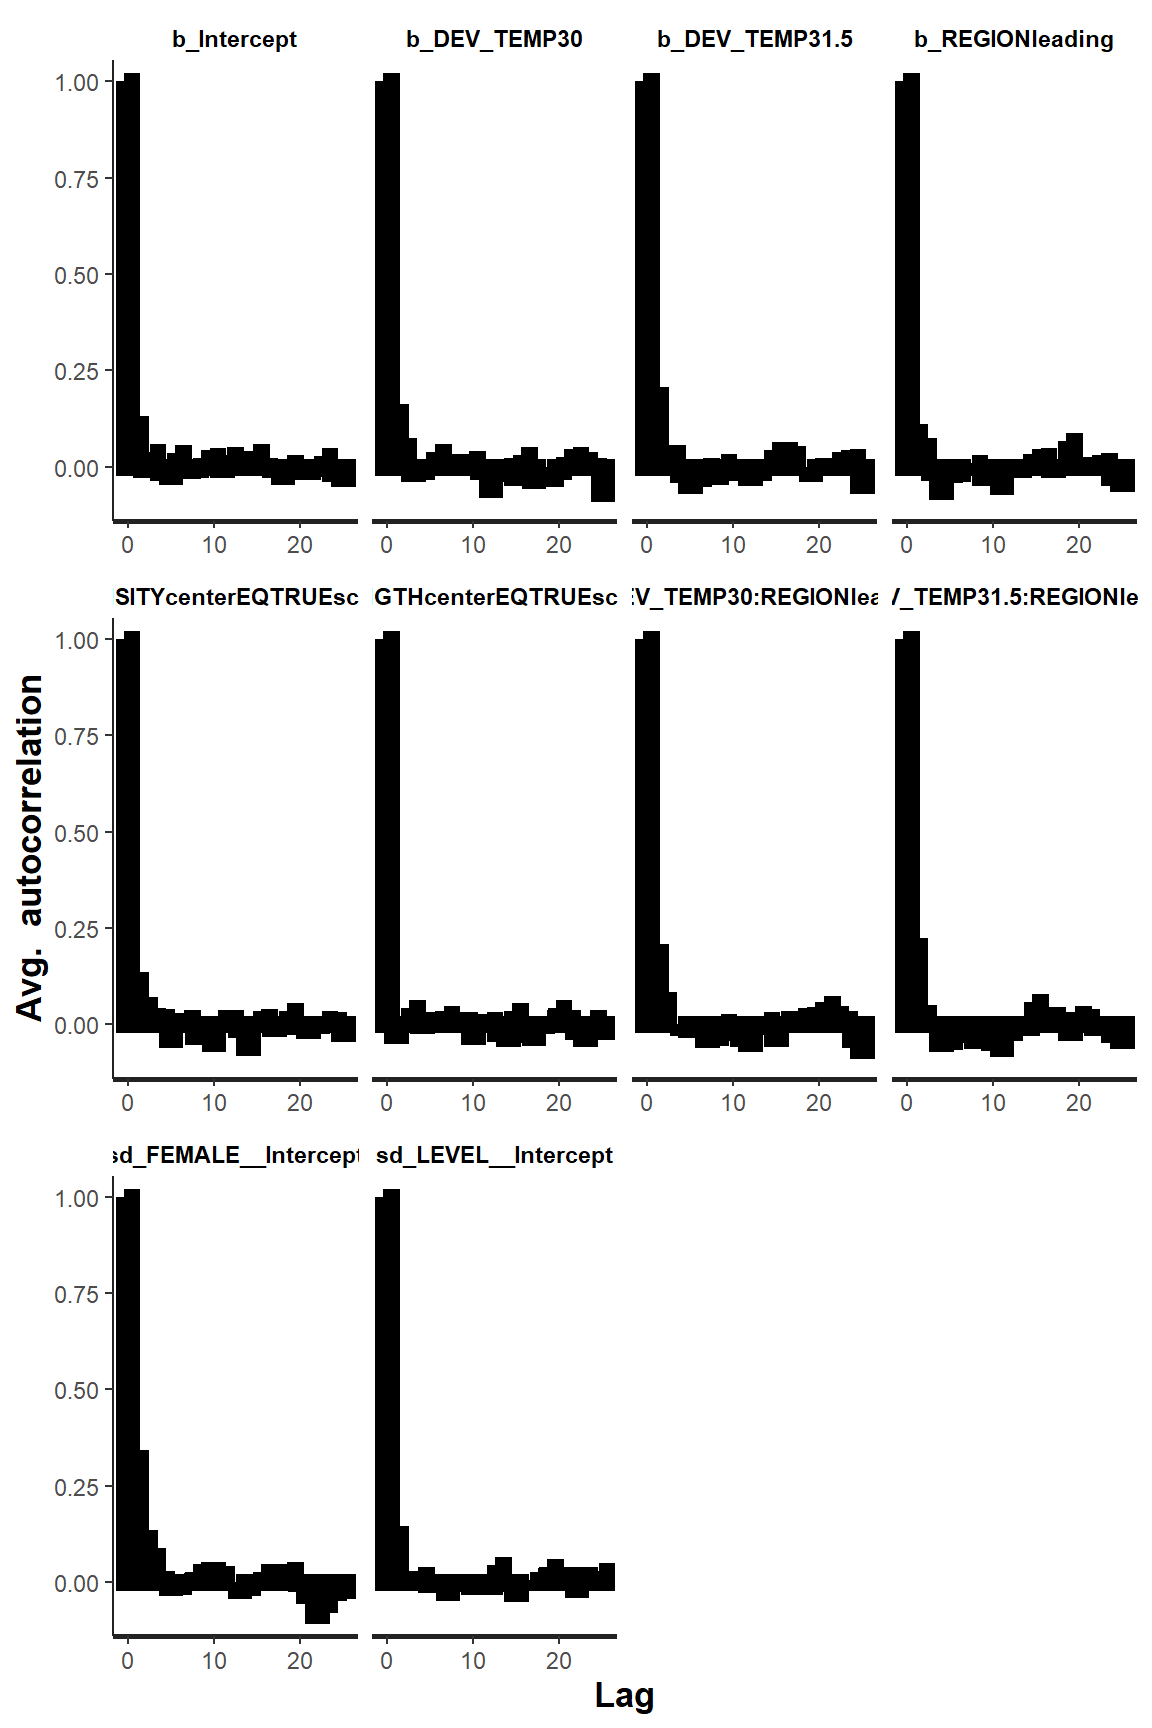 b_Intercept b_DEV_TEMP30 b_DEV_TEMP31.5 b_REGIONleading
1.00
0.75
0.50
0.25
0.00
0 10 20 0 10 20 0 10 20 0 10 20
SITYcenterEQTRUEsc GTHcenterEQTRUEsc EV_TEMP30:REGIONlea V_TEMP31.5:REGIONle
1.00
0.75
0.50
0.25
0.00
0 10 20 0 10 20 0 10 20 0 10 20
sd_FEMALE__Intercept sd_LEVEL__Intercept
1.00
0.75
0.50
0.25
0.00
0 10 20 0 10 20
Avg. autocorrelation
Lag